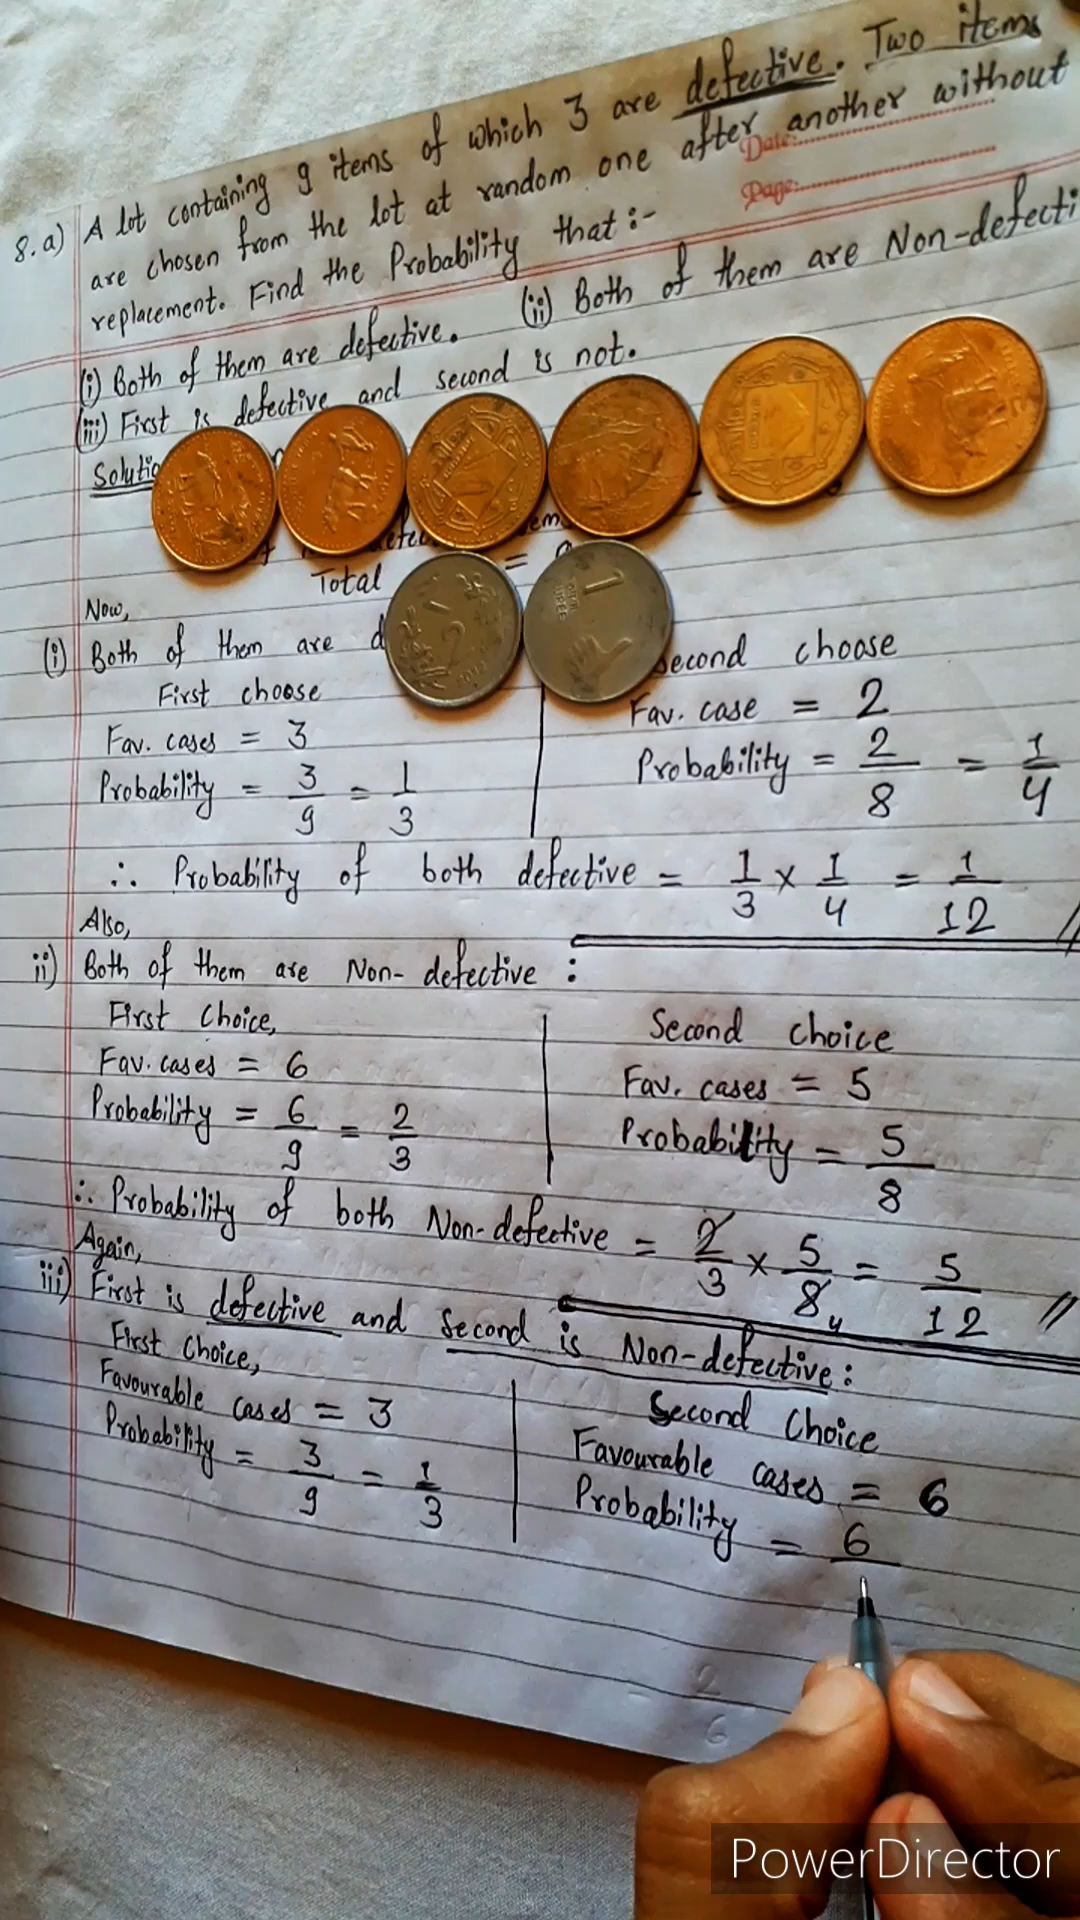 8.a) A lot containing 9 items of which 3 are defective. Two items
are chosen from the lot at random one after another without
Date:
Page:
replacement. Find the Probability that :-
(i) Both of them are defective. (ii) Both of them are Non-defecti
(iii) First is defective and second is not.
Solutio
Total =
Now,
(i) Both of them are d
First choose
Fav. cases = 3
Probability = 3/9 = 1/3
Second choose
Fav. case = 2
Probability = 2/8 = 1/4
∴ Probability of both defective = 1/3 x 1/4 = 1/12 //
Also,
ii) Both of them are Non-defective :
First Choice,
Fav. cases = 6
Probability = 6/9 = 2/3
Second choice
Fav. cases = 5
Probability = 5/8
∴ Probability of both Non-defective = 2/3 x 5/8 4 = 5/12 //
Again,
iii) First is defective and Second is Non-defective :
First Choice,
Favourable cases = 3
Probability = 3/9 = 1/3
Second Choice
Favourable cases = 6
Probability = 6
PowerDirector